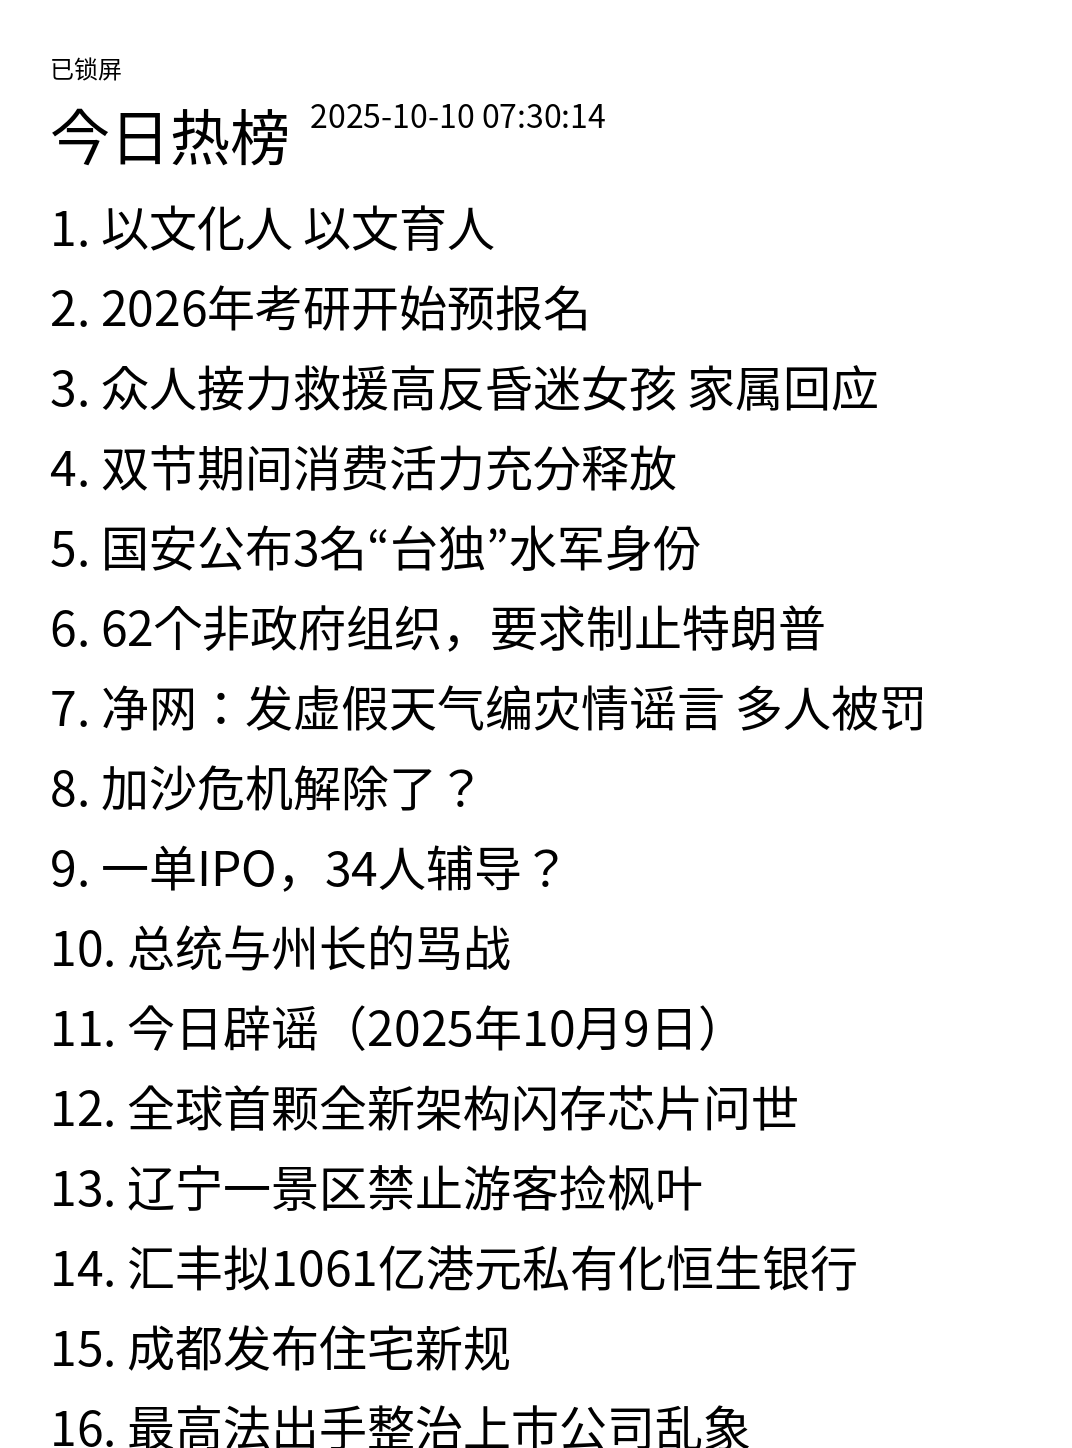 已锁屏
今日热榜 2025-10-10 07:30:14
1. 以文化人 以文育人
2. 2026年考研开始预报名
3. 众人接力救援高反昏迷女孩 家属回应
4. 双节期间消费活力充分释放
5. 国安公布3名“台独”水军身份
6. 62个非政府组织，要求制止特朗普
7. 净网：发虚假天气编灾情谣言 多人被罚
8. 加沙危机解除了？
9. 一单IPO，34人辅导？
10. 总统与州长的骂战
11. 今日辟谣（2025年10月9日）
12. 全球首颗全新架构闪存芯片问世
13. 辽宁一景区禁止游客捡枫叶
14. 汇丰拟1061亿港元私有化恒生银行
15. 成都发布住宅新规
16. 最高法出手整治上市公司乱象